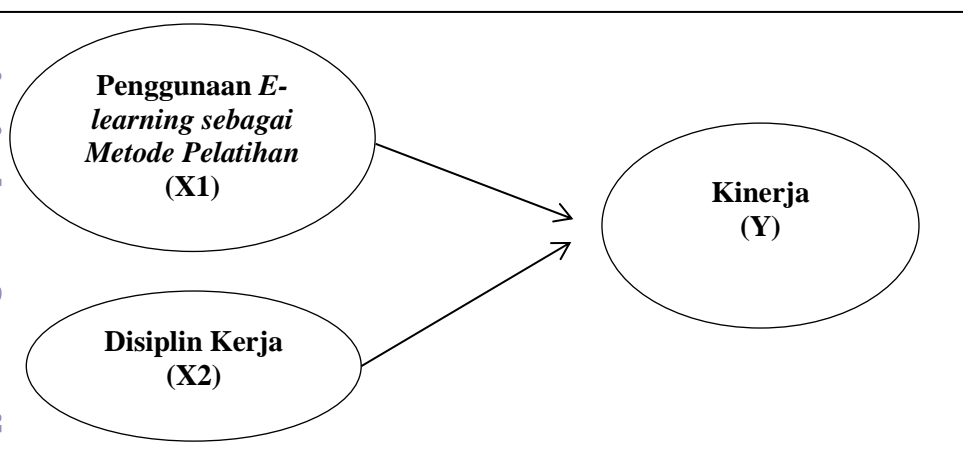 Penggunaan E-
learning sebagai
Metode Pelatihan
(X1)
Kinerja
(Y)
Disiplin Kerja
(X2)